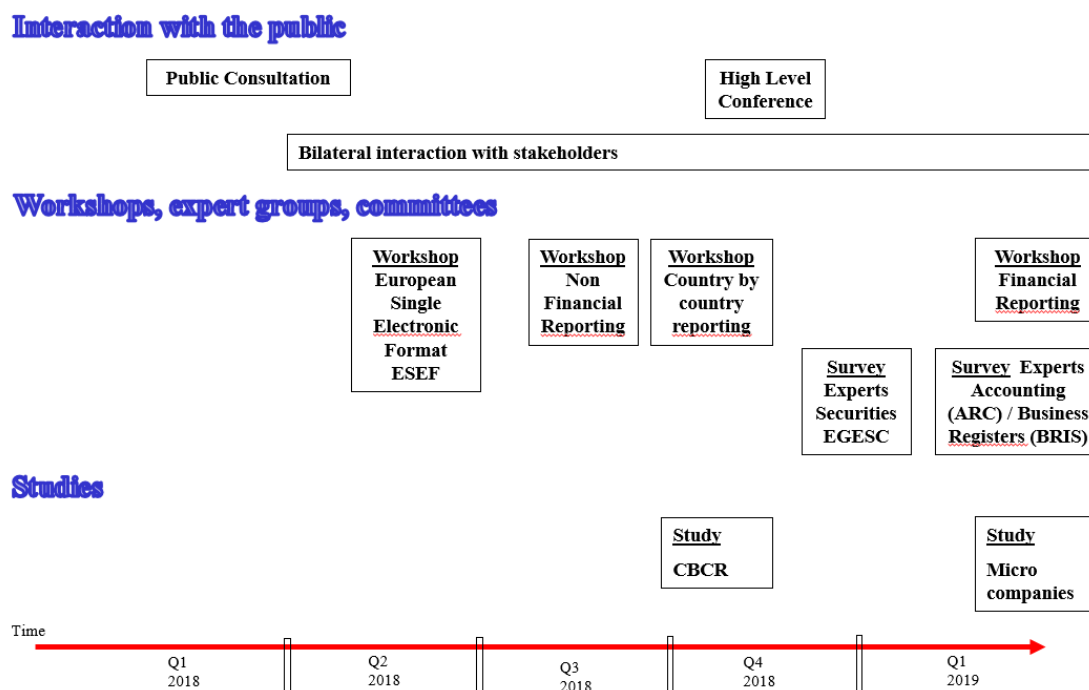 Interaction with the public
Public Consultation
High Level
Conference
Bilateral interaction with stakeholders
Workshops, expert groups, committees
Workshop
European
Single
Electronic
Format
ESEF
Workshop
Non
Financial
Reporting
Workshop
Country by
country
reporting
Workshop
Financial
Reporting
Survey
Experts
Securities
EGESC
Survey Experts
Accounting
(ARC) / Business
Registers (BRIS)
Studies
Study
CBCR
Study
Micro
companies
Time
Q1
2018
Q2
2018
Q3
2018
Q4
2018
Q1
2019